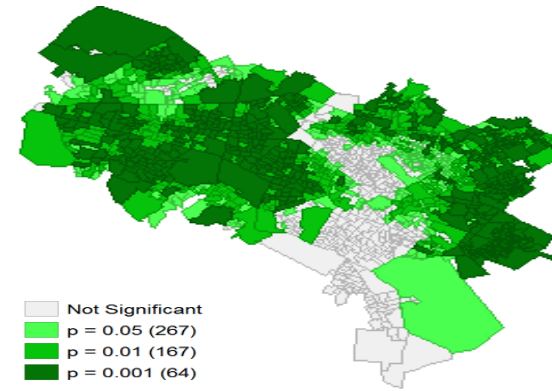 Not Significant
p = 0.05 (267)
p = 0.01 (167)
p = 0.001 (64)